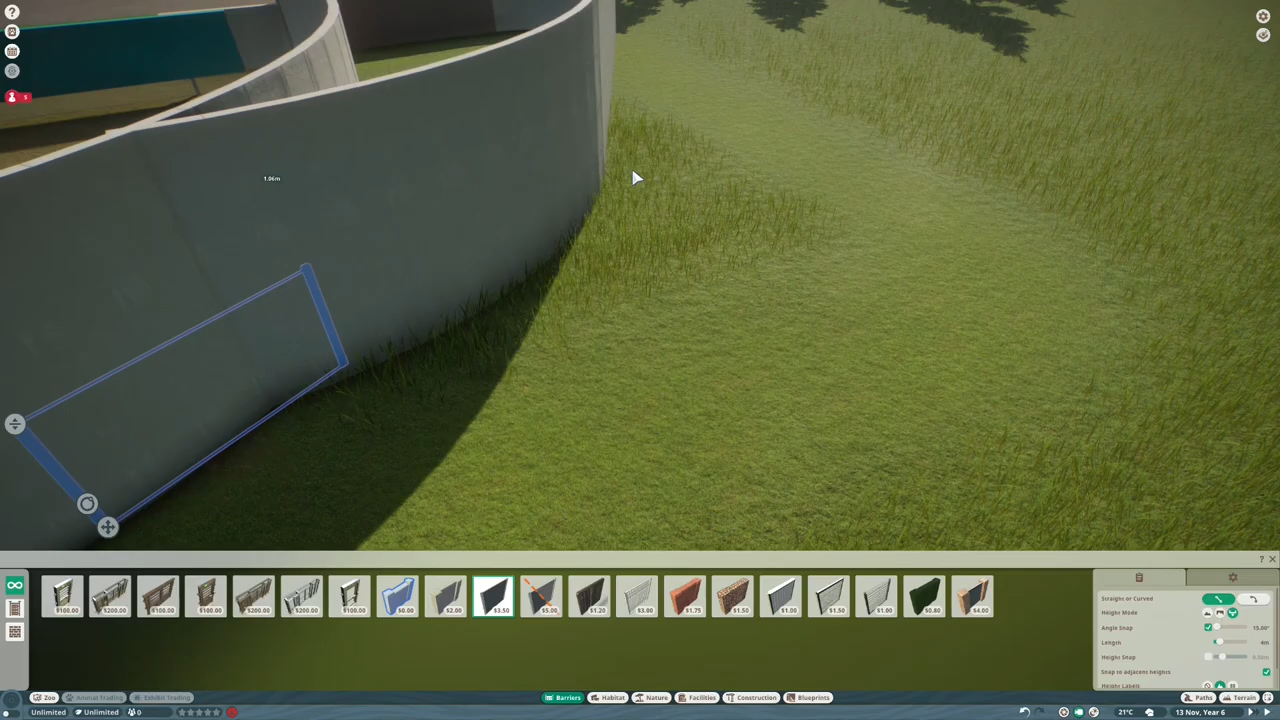 ?
5
1.06m
? ×
$100.00 $200.00 $100.00 $100.00 $200.00 $100.00 $0.00 $2.00 $3.50 $5.00 $1.20 $3.00 $1.75 $1.50 $1.00 $1.50 $1.00 $0.80 $4.00
Straight or Curved
Height Mode
Angle Snap 15.00°
Length 4m
Height Snap
Snap to adjacent heights
Height Labels
Zoo Animal Trading Exhibit Trading Barriers Habitat Nature Facilities Construction Blueprints Paths Terrain
Unlimited Unlimited 0 21°C 13 Nov, Year 6